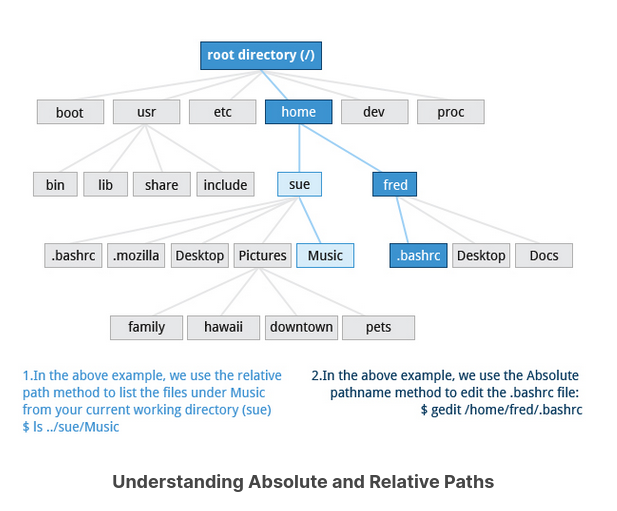 root directory (/)
boot usr etc home dev proc
bin lib share include sue fred
.bashrc .mozilla Desktop Pictures Music .bashrc Desktop Docs
family hawaii downtown pets
1.In the above example, we use the relative
path method to list the files under Music
from your current working directory (sue)
$ ls ../sue/Music
2.In the above example, we use the Absolute
pathname method to edit the .bashrc file:
$ gedit /home/fred/.bashrc
Understanding Absolute and Relative Paths